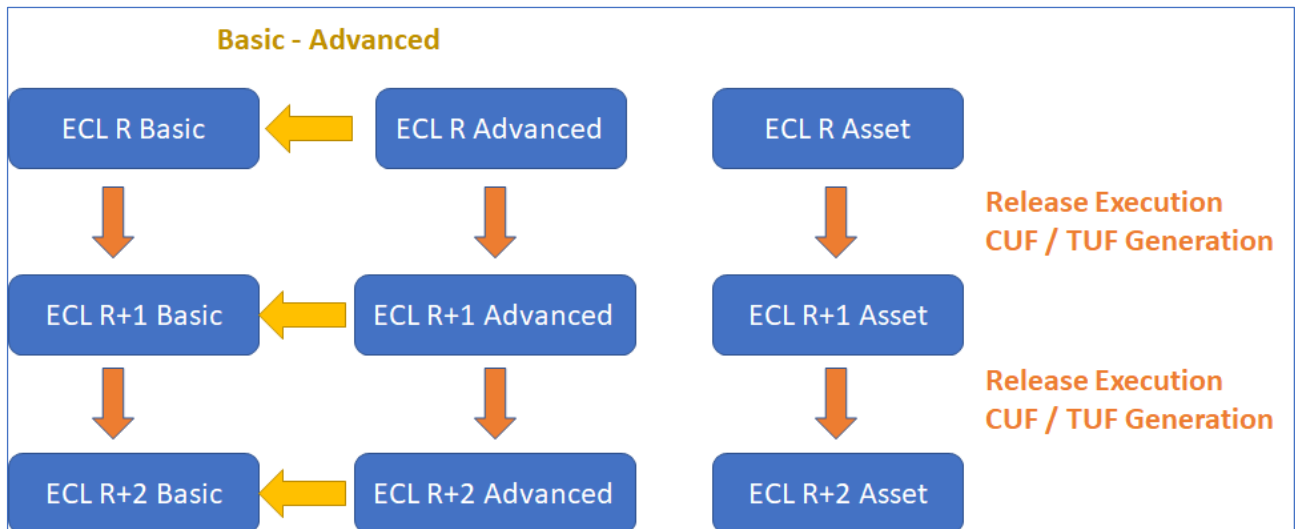 Basic - Advanced
ECL R Basic
ECL R Advanced
ECL R Asset
Release Execution
CUF / TUF Generation
ECL R+1 Basic
ECL R+1 Advanced
ECL R+1 Asset
Release Execution
CUF / TUF Generation
ECL R+2 Basic
ECL R+2 Advanced
ECL R+2 Asset